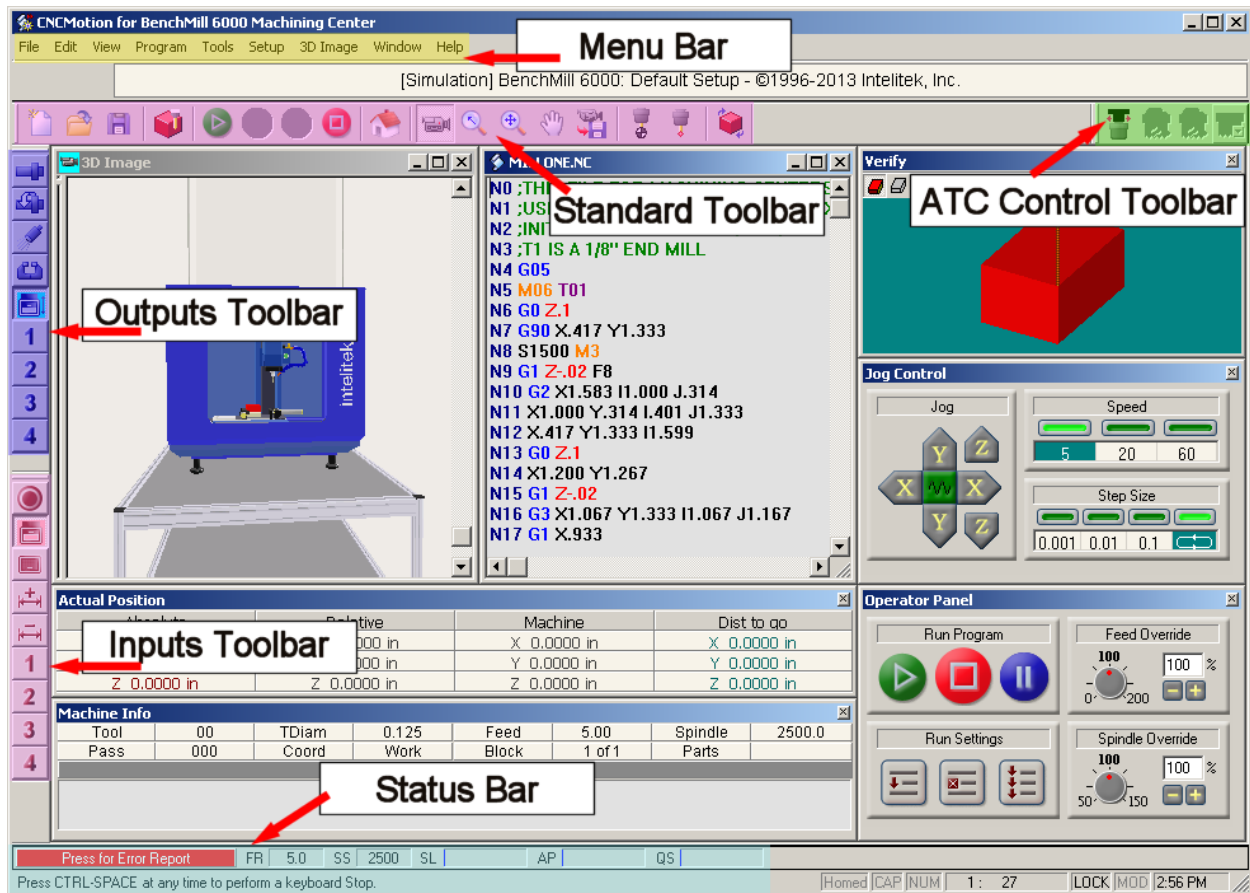 CNCMotion for BenchMill 6000 Machining Center
File Edit View Program Tools Setup 3D Image Window Help
Menu Bar
[Simulation] BenchMill 6000: Default Setup - ©1996-2013 Intelitek, Inc.
3D Image
MILLONE.NC
Verify
Standard Toolbar
ATC Control Toolbar
Outputs Toolbar
1
2
3
4
intelitek
N0 ;TH
N1 ;US
N2 ;INI
N3 ;T1 IS A 1/8" END MILL
N4 G05
N5 M06 T01
N6 G0 Z.1
N7 G90 X.417 Y1.333
N8 S1500 M3
N9 G1 Z-.02 F8
N10 G2 X1.583 I1.000 J.314
N11 X1.000 Y.314 I.401 J1.333
N12 X.417 Y1.333 I1.599
N13 G0 Z.1
N14 X1.200 Y1.267
N15 G1 Z-.02
N16 G3 X1.067 Y1.333 I1.067 J1.167
N17 G1 X.933
Jog Control
Jog
Y
Z
X
X
Y
Z
Speed
5 20 60
Step Size
0.001 0.01 0.1
Inputs Toolbar
1
2
3
4
Actual Position
Machine Dist to go
X 0.0000 in X 0.0000 in
Y 0.0000 in Y 0.0000 in
Z 0.0000 in Z 0.0000 in Z 0.0000 in Z 0.0000 in
Machine Info
Tool 00 TDiam 0.125 Feed 5.00 Spindle 2500.0
Pass 000 Coord Work Block 1 of 1 Parts
Status Bar
Operator Panel
Run Program
Feed Override
100
0 200
100 %
Run Settings
Spindle Override
100
50 150
100 %
Press for Error Report FR 5.0 SS 2500 SL AP QS
Press CTRL-SPACE at any time to perform a keyboard Stop.
Homed CAP NUM 1 : 27 LOCK MOD 2:56 PM